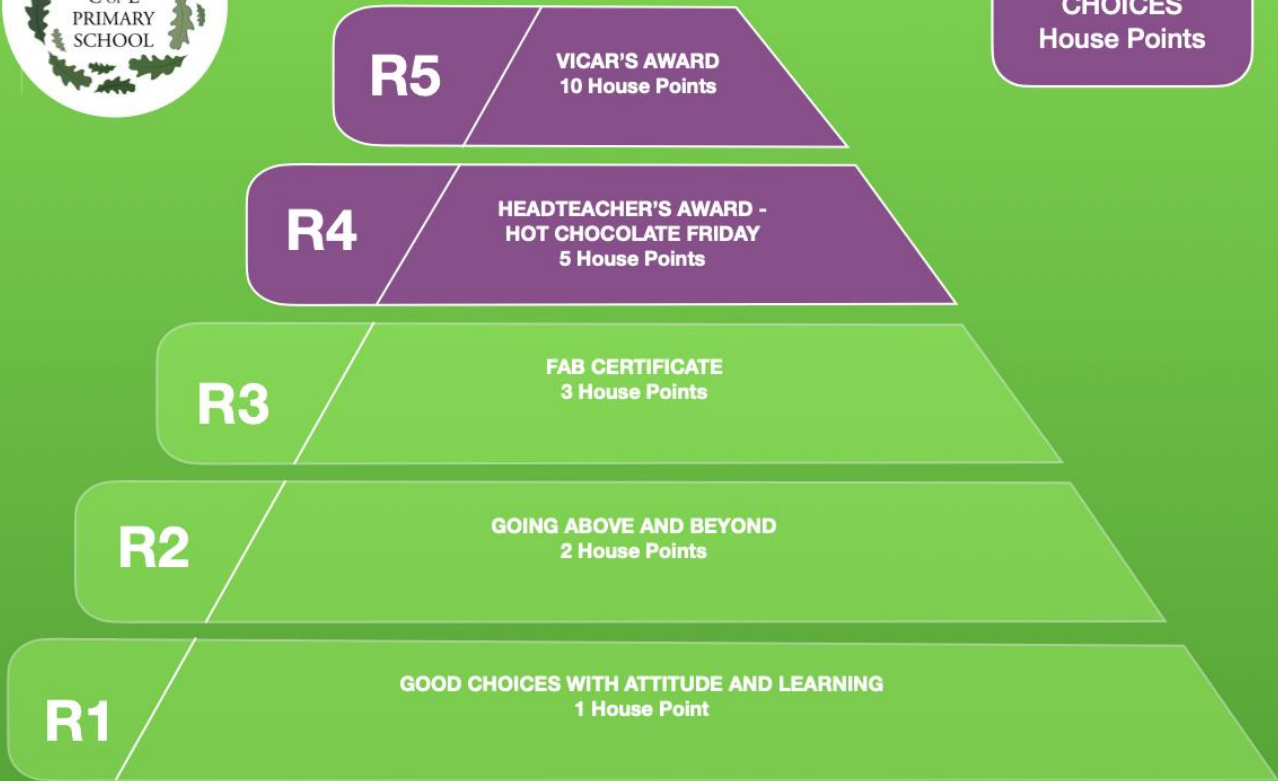 C of E
PRIMARY
SCHOOL
CHOICES
House Points
R5
VICAR'S AWARD
10 House Points
R4
HEADTEACHER'S AWARD -
HOT CHOCOLATE FRIDAY
5 House Points
R3
FAB CERTIFICATE
3 House Points
R2
GOING ABOVE AND BEYOND
2 House Points
R1
GOOD CHOICES WITH ATTITUDE AND LEARNING
1 House Point